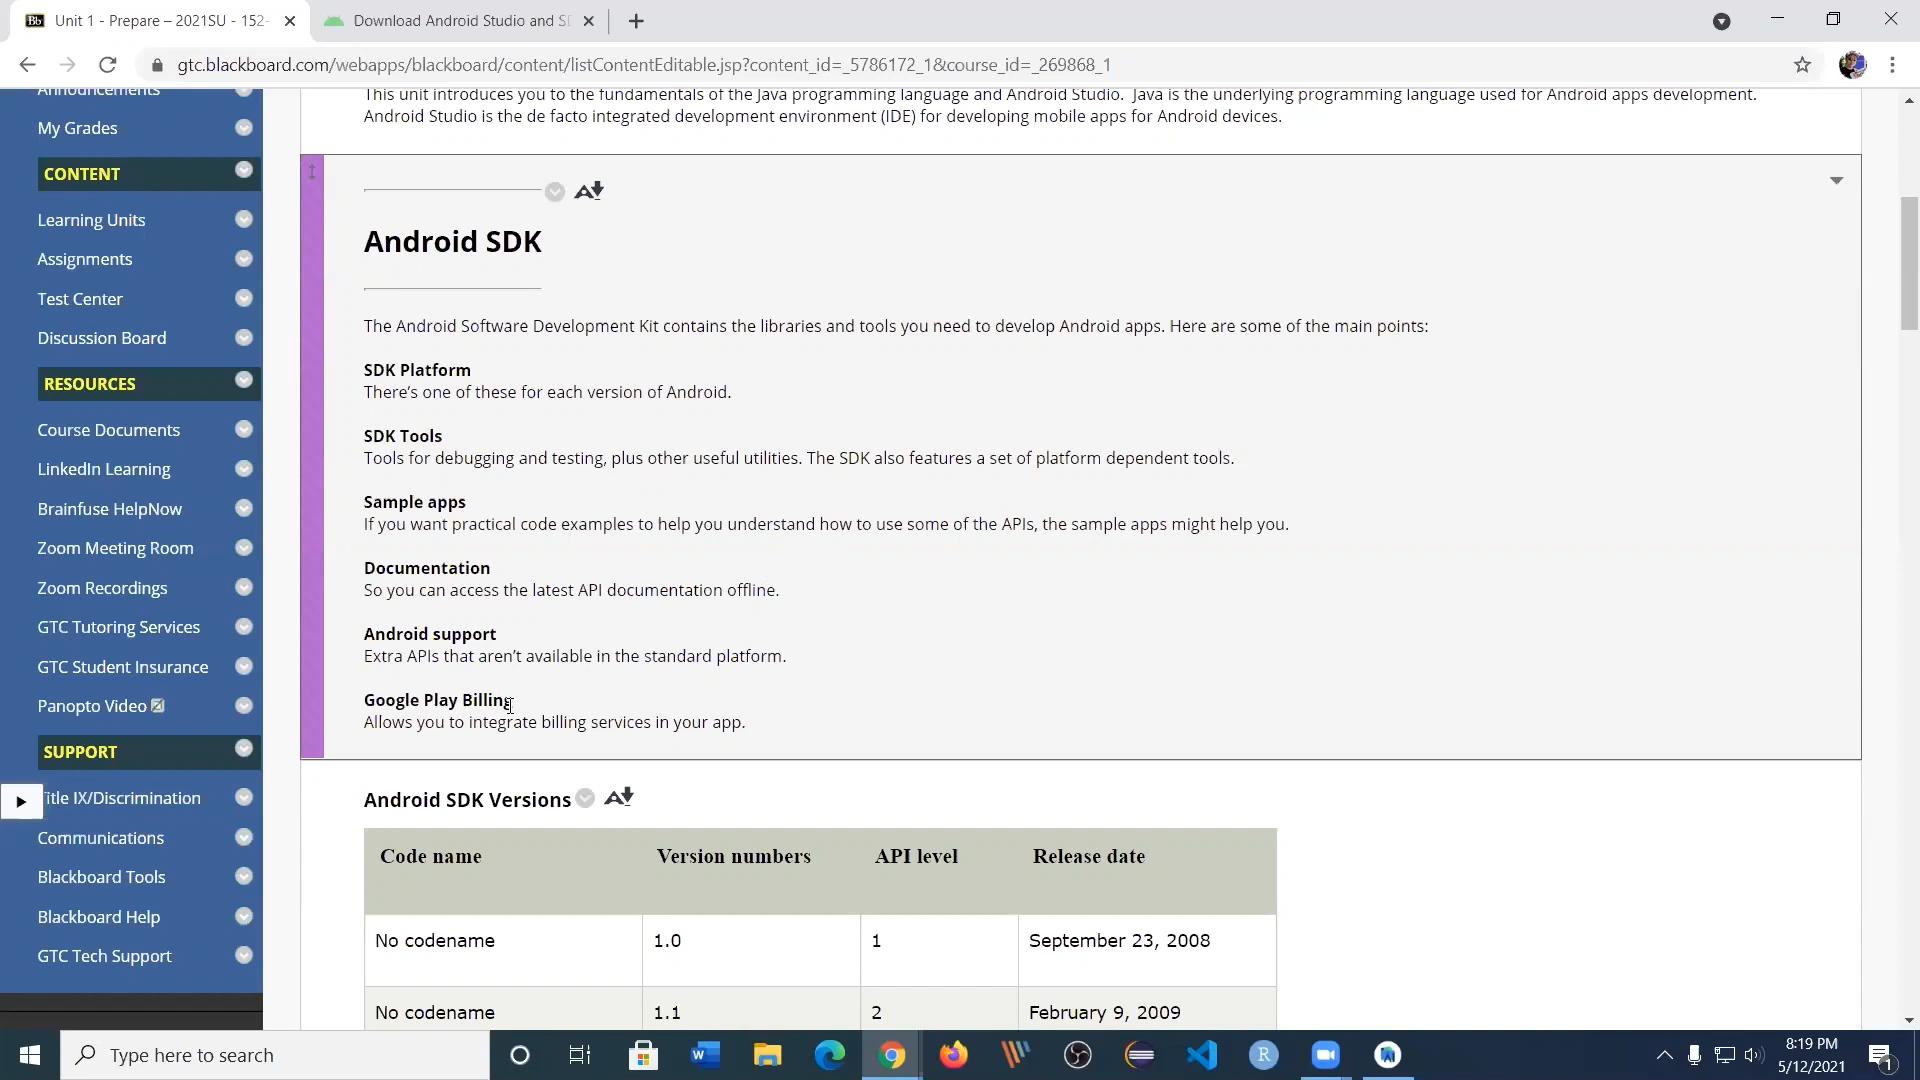 Unit 1 - Prepare – 2021SU - 152-
Download Android Studio and S
gtc.blackboard.com/webapps/blackboard/content/listContentEditable.jsp?content_id=_5786172_1&course_id=_269868_1
Announcements
My Grades
CONTENT
Learning Units
Assignments
Test Center
Discussion Board
RESOURCES
Course Documents
LinkedIn Learning
Brainfuse HelpNow
Zoom Meeting Room
Zoom Recordings
GTC Tutoring Services
GTC Student Insurance
Panopto Video
SUPPORT
itle IX/Discrimination
Communications
Blackboard Tools
Blackboard Help
GTC Tech Support
This unit introduces you to the fundamentals of the Java programming language and Android Studio.  Java is the underlying programming language used for Android apps development.
Android Studio is the de facto integrated development environment (IDE) for developing mobile apps for Android devices.
Android SDK
The Android Software Development Kit contains the libraries and tools you need to develop Android apps. Here are some of the main points:
SDK Platform
There’s one of these for each version of Android.
SDK Tools
Tools for debugging and testing, plus other useful utilities. The SDK also features a set of platform dependent tools.
Sample apps
If you want practical code examples to help you understand how to use some of the APIs, the sample apps might help you.
Documentation
So you can access the latest API documentation offline.
Android support
Extra APIs that aren’t available in the standard platform.
Google Play Billing
Allows you to integrate billing services in your app.
Android SDK Versions
Code name Version numbers API level Release date
No codename 1.0 1 September 23, 2008
No codename 1.1 2 February 9, 2009
Type here to search
8:19 PM
5/12/2021
1